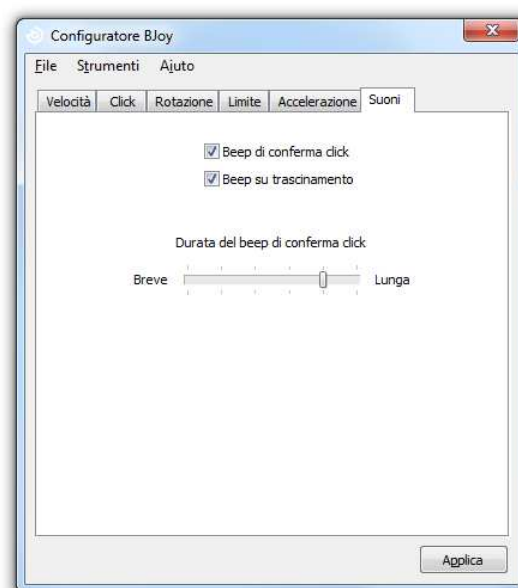 Configuratore BJoy
File Strumenti Ajuto
Velocità Click Rotazione Limite Accelerazione Suoni
Beep di conferma click
Beep su trascinamento
Durata del beep di conferma click
Breve Lunga
Applica